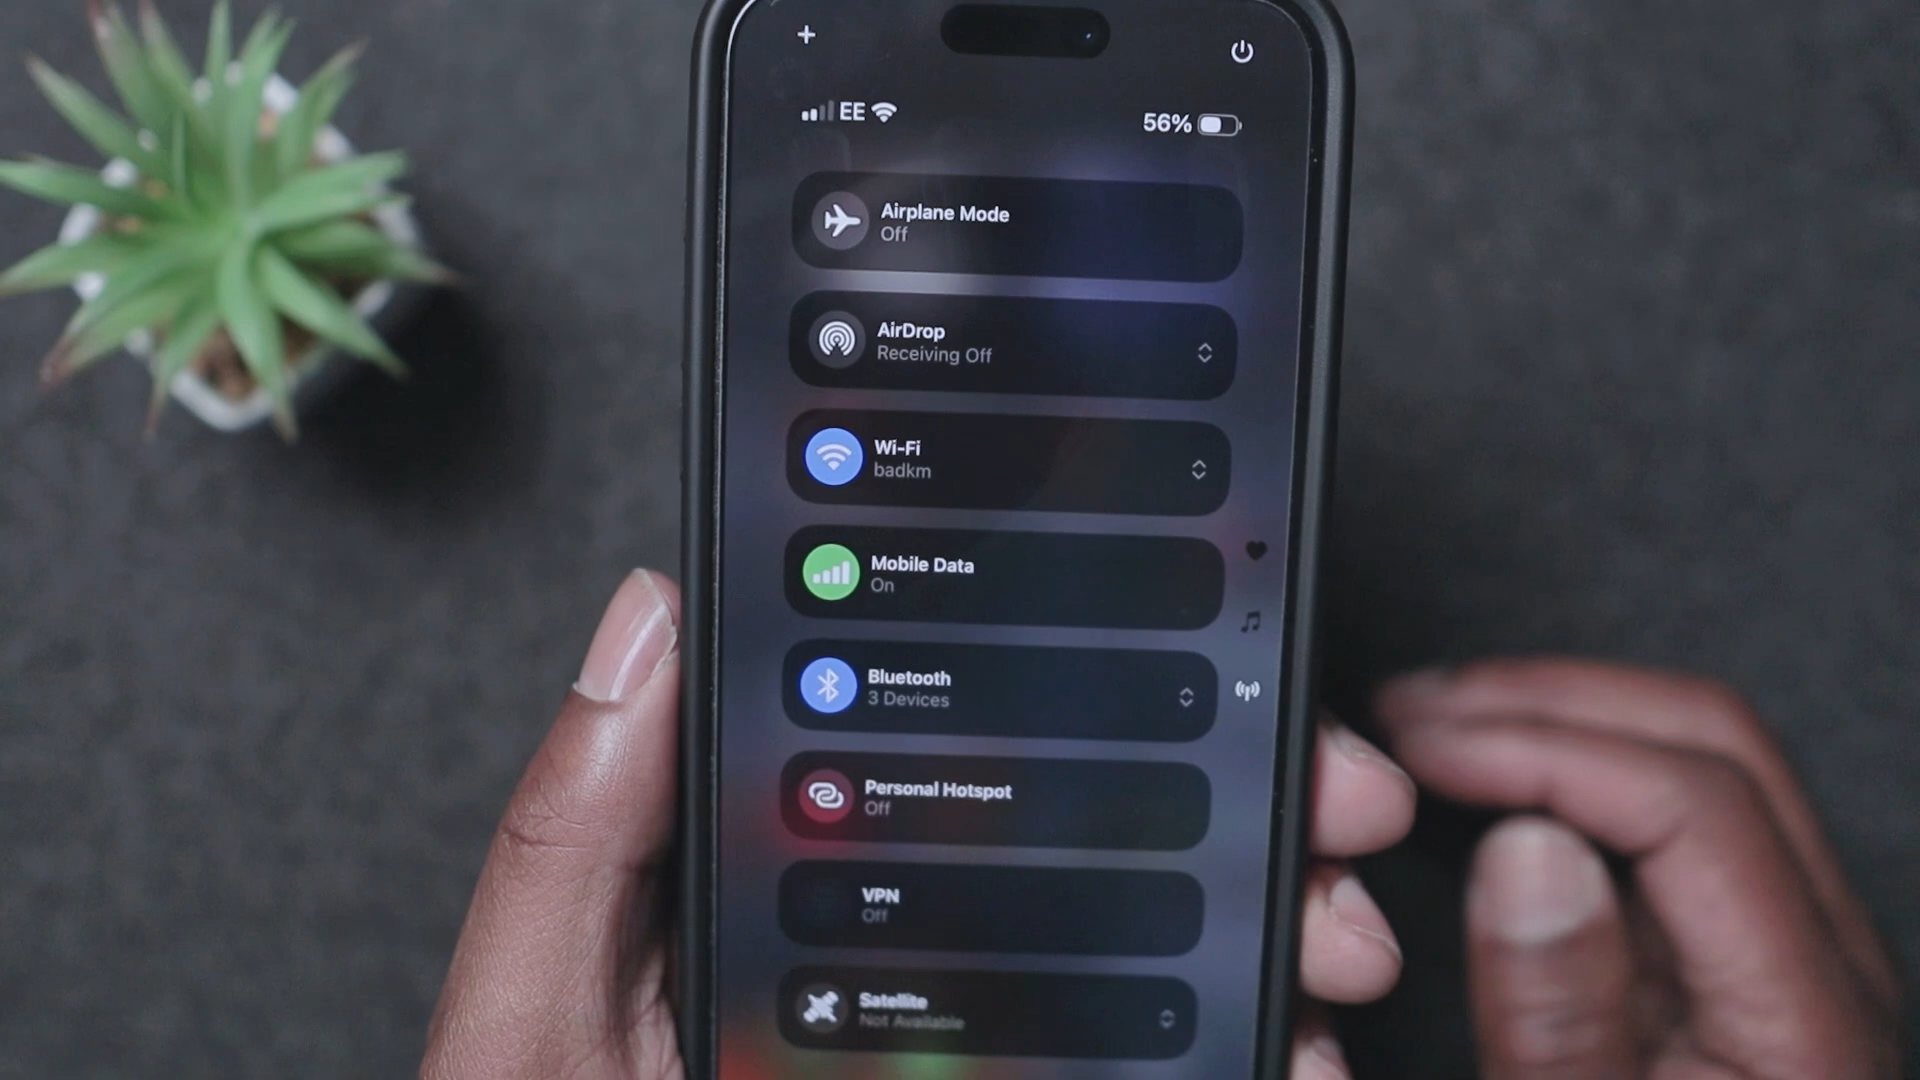 EE
56%
Airplane Mode
Off
AirDrop
Receiving Off
Wi-Fi
badkm
Mobile Data
On
Bluetooth
3 Devices
Personal Hotspot
Off
VPN
Off
Satellite
Not Available